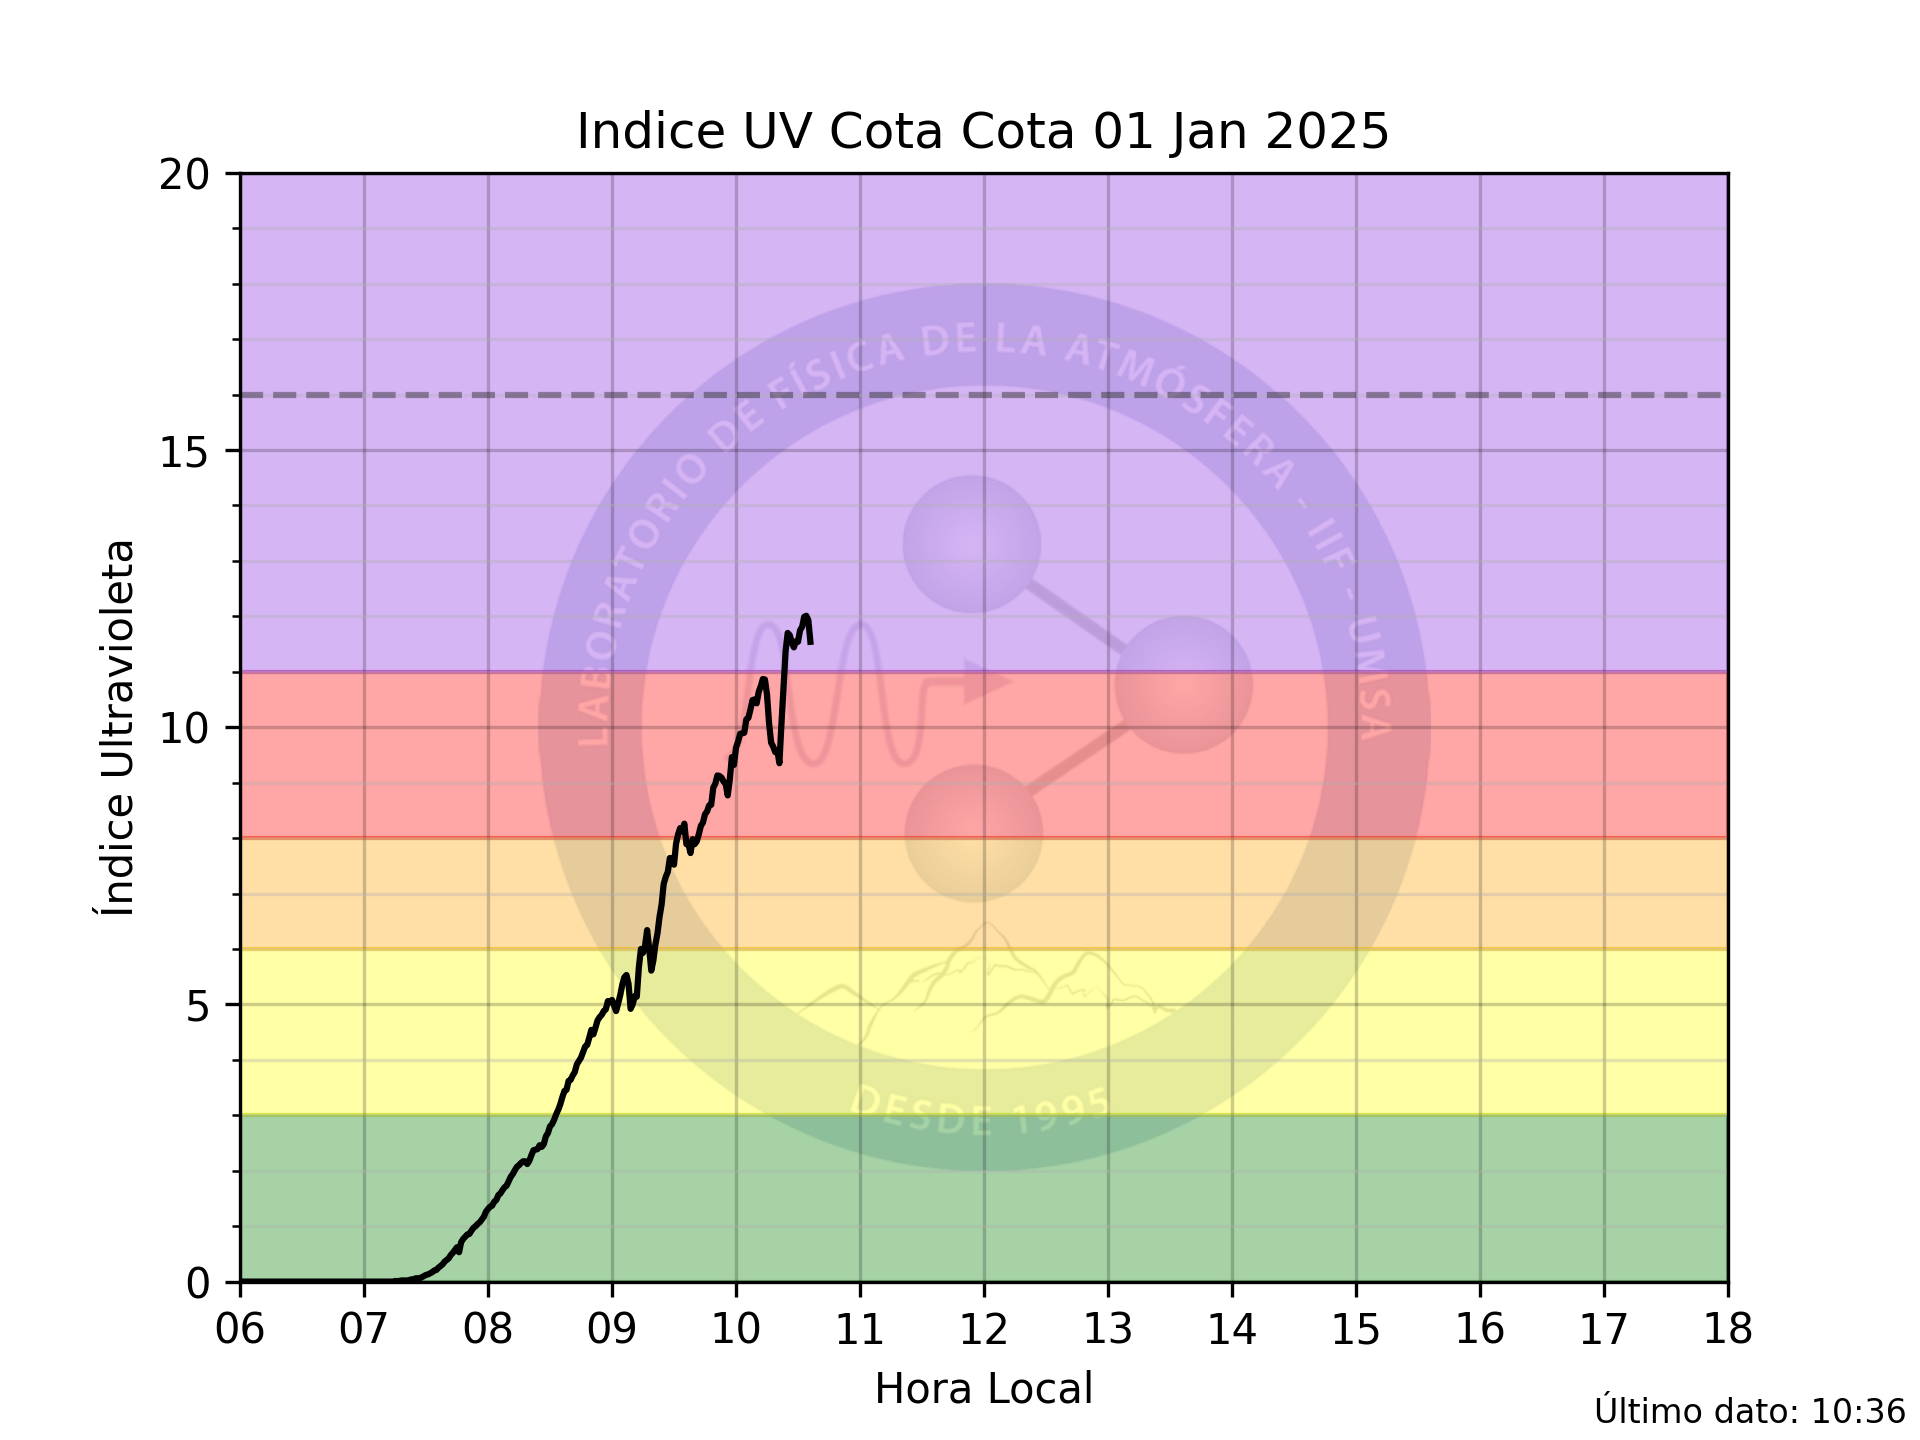 Indice UV Cota Cota 01 Jan 2025
20
15
10
5
0
Índice Ultravioleta
LABORATORIO DE FÍSICA DE LA ATMÓSFERA - IIF - UMSA
DESDE 1995
06 07 08 09 10 11 12 13 14 15 16 17 18
Hora Local
Último dato: 10:36